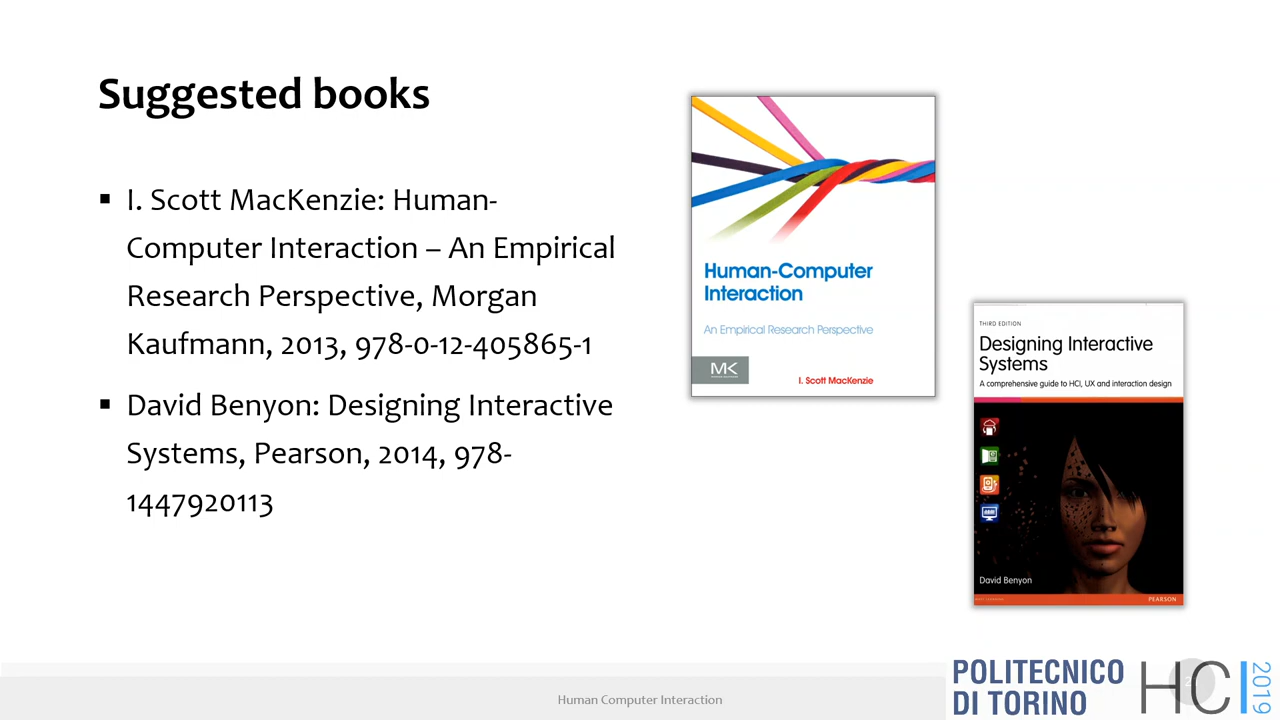 Suggested books
▪ I. Scott MacKenzie: Human-
Computer Interaction – An Empirical
Research Perspective, Morgan
Kaufmann, 2013, 978-0-12-405865-1
▪ David Benyon: Designing Interactive
Systems, Pearson, 2014, 978-
1447920113
Human-Computer
Interaction
An Empirical Research Perspective
MK
I. Scott MacKenzie
THIRD EDITION
Designing Interactive
Systems
A comprehensive guide to HCI, UX and interaction design
David Benyon
PEARSON
Human Computer Interaction
POLITECNICO
DI TORINO
HCI
2019